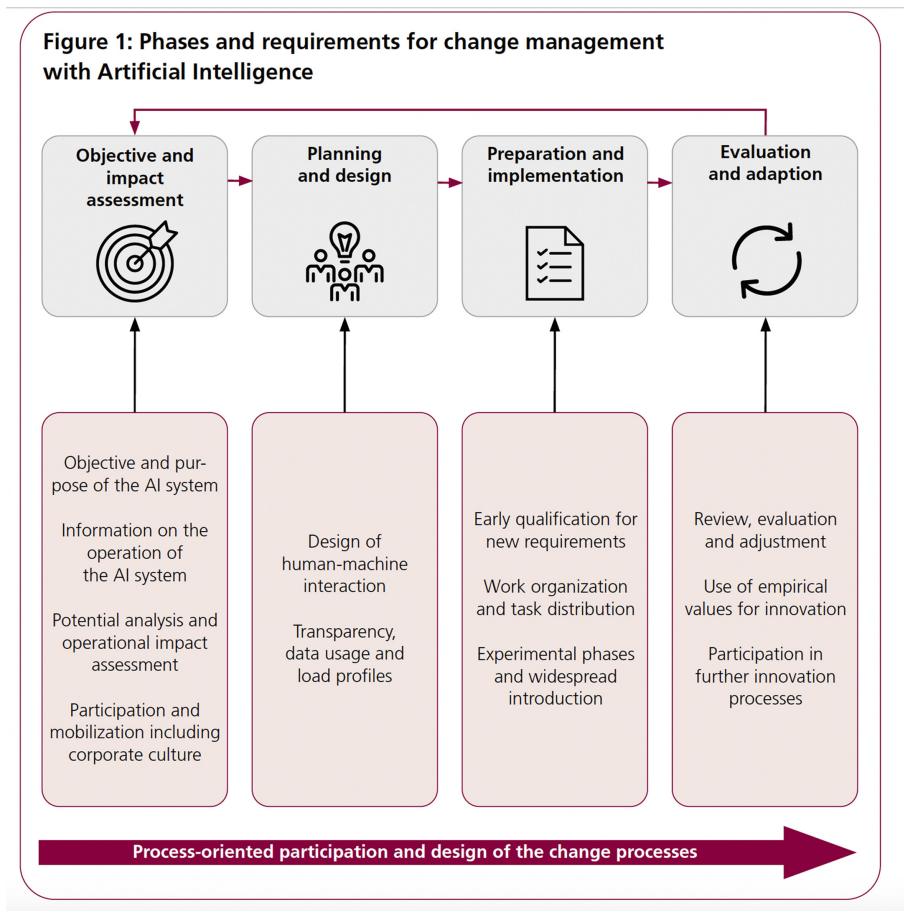 Figure 1: Phases and requirements for change management
with Artificial Intelligence
Objective and
impact
assessment
Planning
and design
Preparation and
implementation
Evaluation
and adaption
Objective and pur-
pose of the AI system
Information on the
operation of
the AI system
Potential analysis and
operational impact
assessment
Participation and
mobilization including
corporate culture
Design of
human-machine
interaction
Transparency,
data usage and
load profiles
Early qualification for
new requirements
Work organization
and task distribution
Experimental phases
and widespread
introduction
Review, evaluation
and adjustment
Use of empirical
values for innovation
Participation in
further innovation
processes
Process-oriented participation and design of the change processes